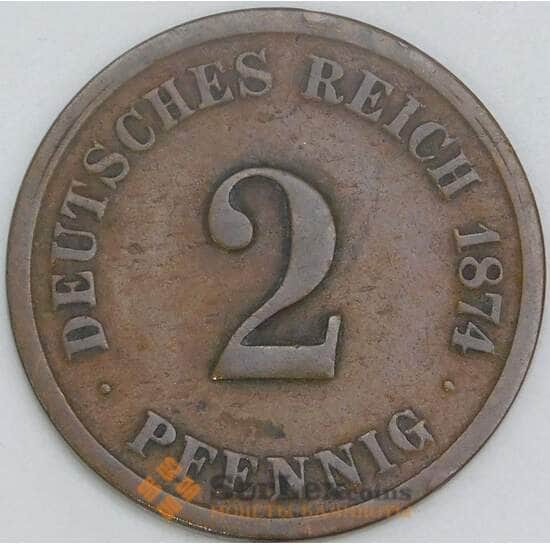 DEUTSCHES REICH 1874
2
PFENNIG